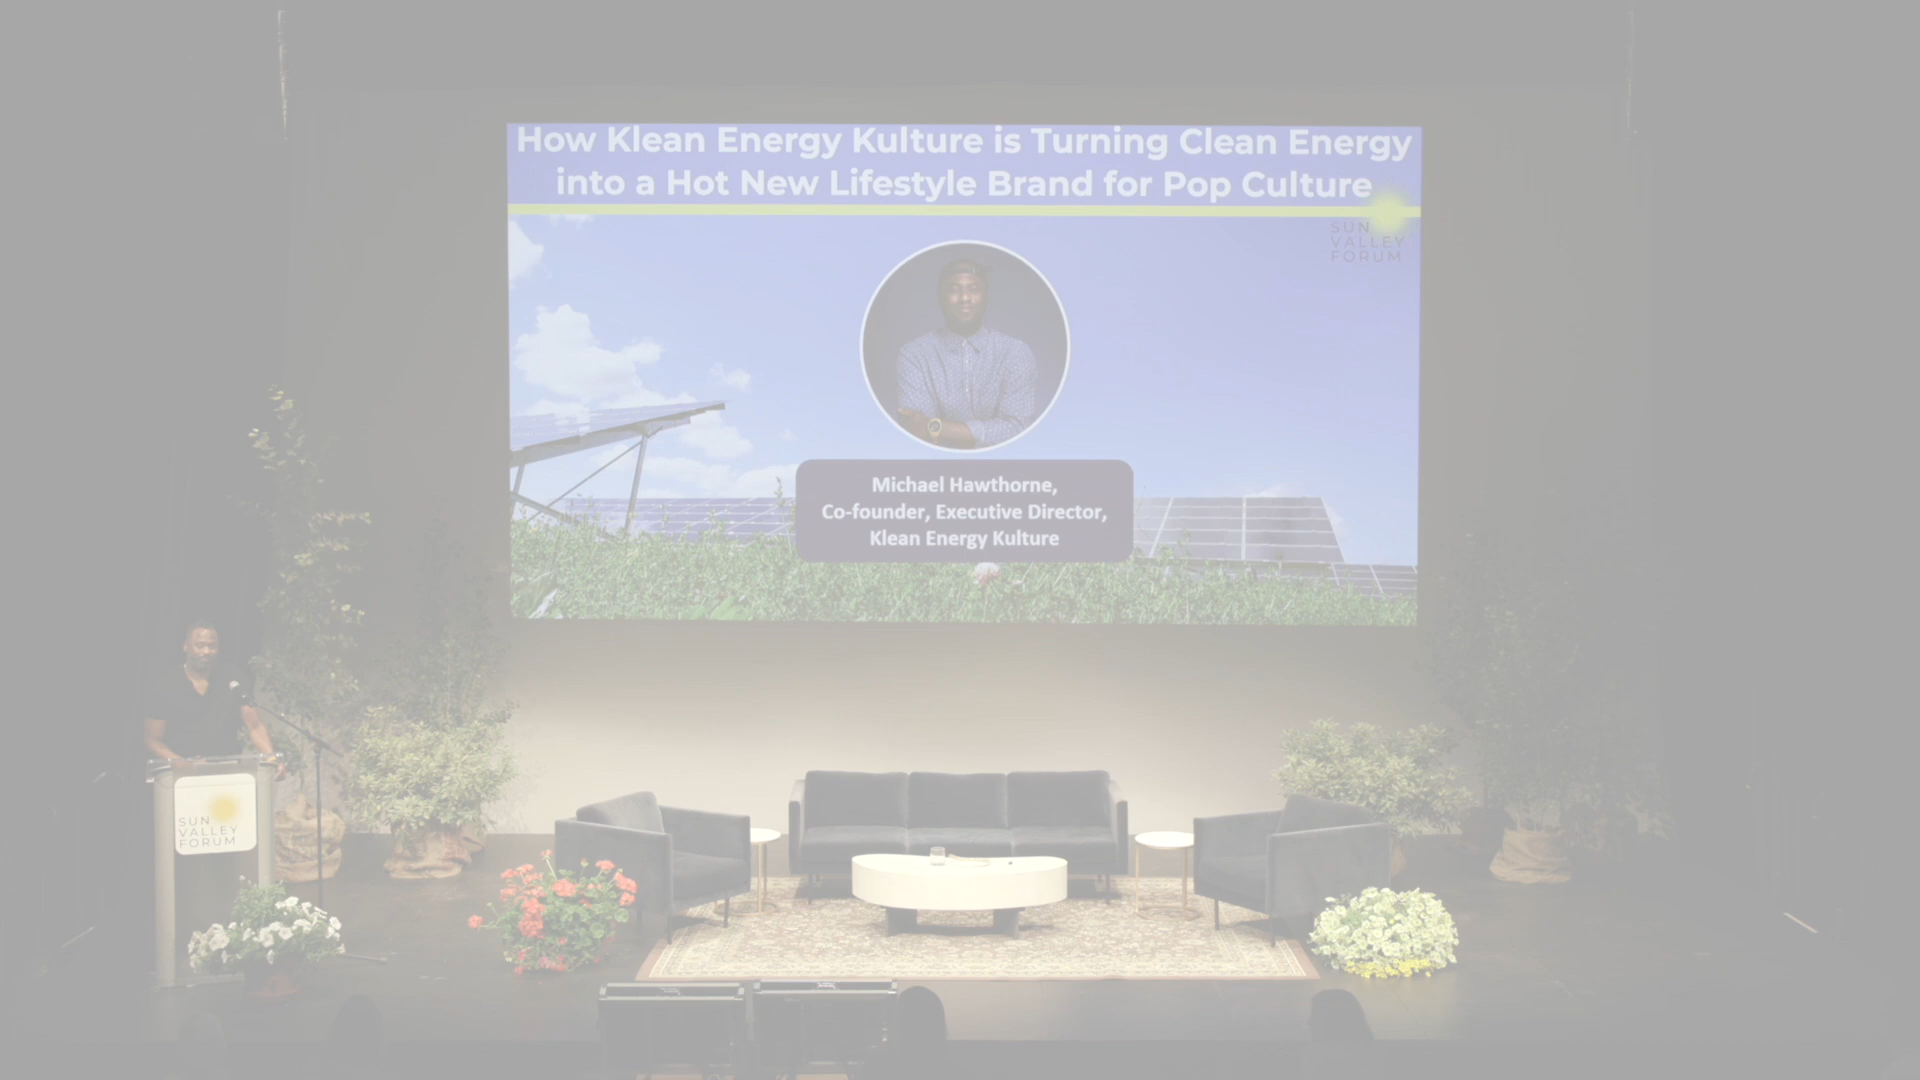 How Klean Energy Kulture is Turning Clean Energy
into a Hot New Lifestyle Brand for Pop Culture
SUN
VALLEY
FORUM
Michael Hawthorne,
Co-founder, Executive Director,
Klean Energy Kulture
SUN
VALLEY
FORUM